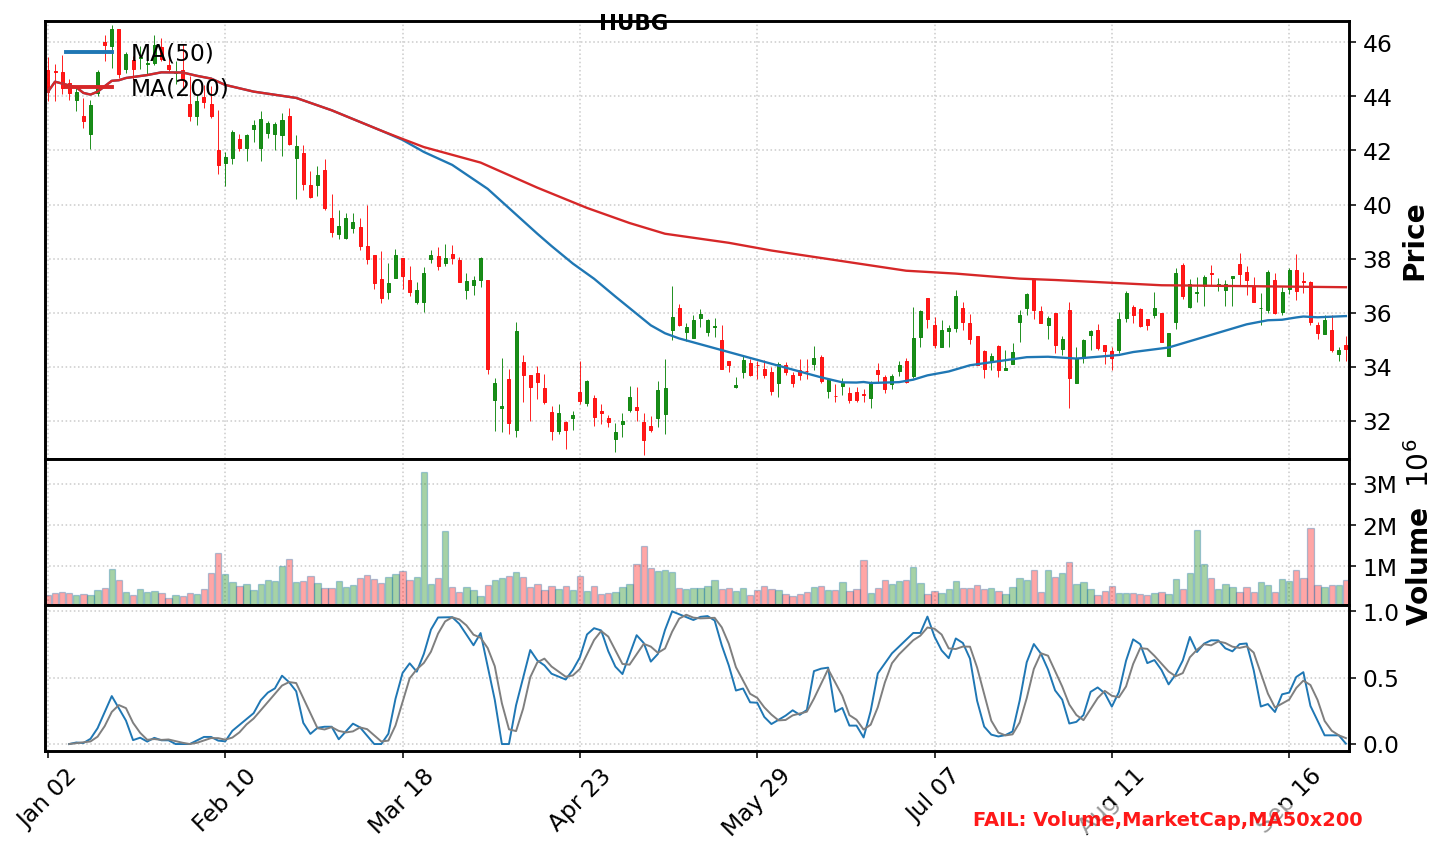 HUBG
MA(50)
MA(200)
46
44
42
40
38
36
34
32
Price
3M
2M
1M
Volume 10⁶
1.0
0.5
0.0
Jan 02
Feb 10
Mar 18
Apr 23
May 29
Jul 07
Aug 11
Sep 16
FAIL: Volume,MarketCap,MA50x200